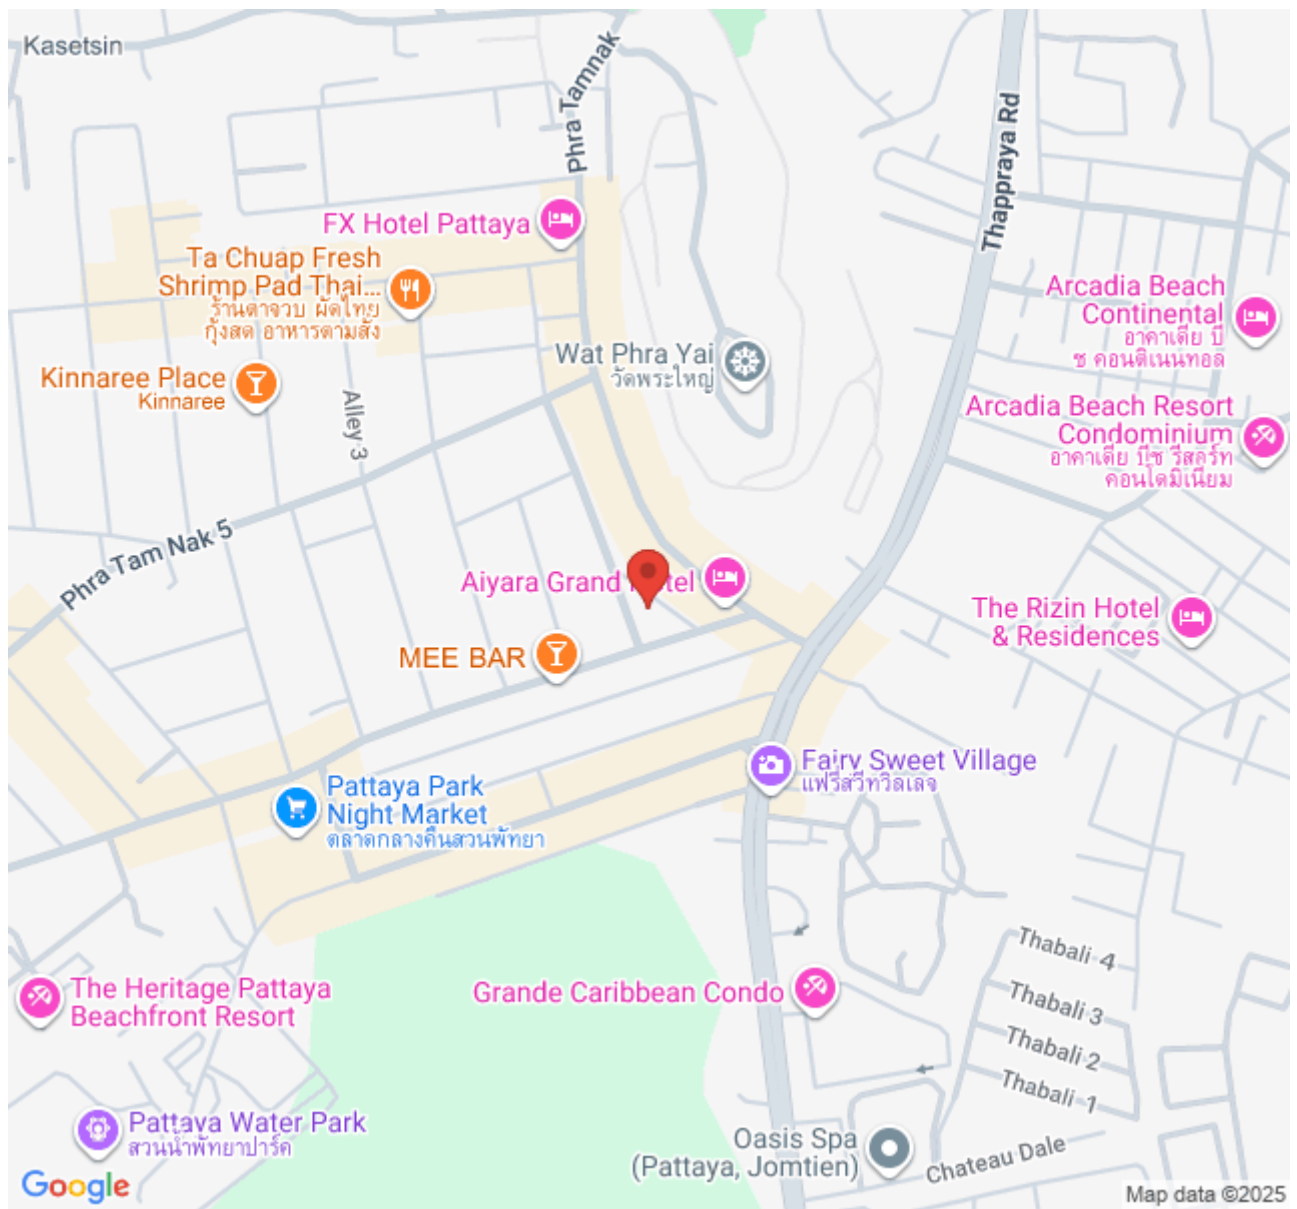 Kasetsin
Phra Tamnak
Thappraya Rd
FX Hotel Pattaya
Ta Chuap Fresh
Shrimp Pad Thai...
ร้านตาจวบ ผัดไทย
กุ้งสด อาหารตามสั่ง
Arcadia Beach
Continental
อาคาเดีย บี
ช คอนติเนนทอล
Wat Phra Yai
วัดพระใหญ่
Kinnaree Place
Kinnaree
Alley 3
Arcadia Beach Resort
Condominium
อาคาเดีย บีช รีสอร์ท
คอนโดมิเนียม
Phra Tam Nak 5
Aiyara Grand
The Rizin Hotel
& Residences
MEE BAR
Fairy Sweet Village
แฟรี่สวีทวิลเลจ
Pattaya Park
Night Market
ตลาดกลางคืนสวนพัทยา
Thabali 4
The Heritage Pattaya
Beachfront Resort
Grande Caribbean Condo
Thabali 3
Thabali 2
Thabali 1
Pattaya Water Park
สวนน้ำพัทยาปาร์ค
Oasis Spa
(Pattaya, Jomtien)
Chateau Dale
Google
Map data ©2025